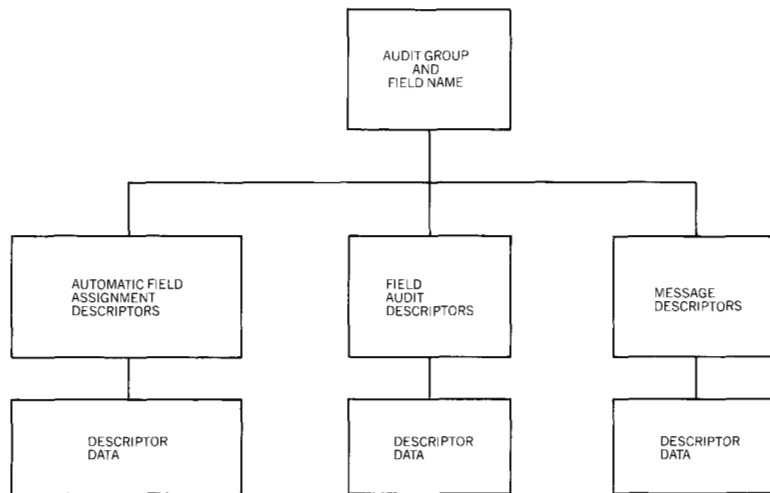 AUDIT GROUP
AND
FIELD NAME
AUTOMATIC FIELD
ASSIGNMENT
DESCRIPTORS
FIELD
AUDIT
DESCRIPTORS
MESSAGE
DESCRIPTORS
DESCRIPTOR
DATA
DESCRIPTOR
DATA
DESCRIPTOR
DATA